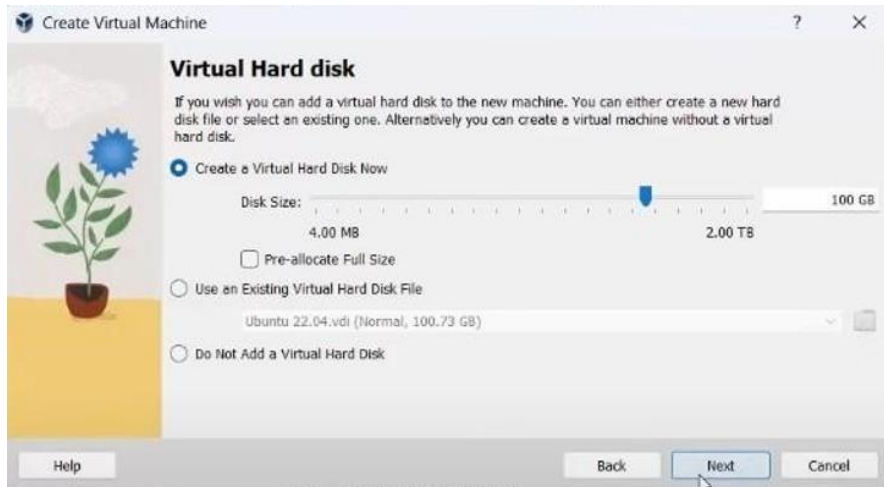 Create Virtual Machine
Virtual Hard disk
If you wish you can add a virtual hard disk to the new machine. You can either create a new hard
disk file or select an existing one. Alternatively you can create a virtual machine without a virtual
hard disk.
Create a Virtual Hard Disk Now
Disk Size:
100 GB
4.00 MB
2.00 TB
Pre-allocate Full Size
Use an Existing Virtual Hard Disk File
Ubuntu 22.04.vdi (Normal, 100.73 GB)
Do Not Add a Virtual Hard Disk
Help
Back
Next
Cancel